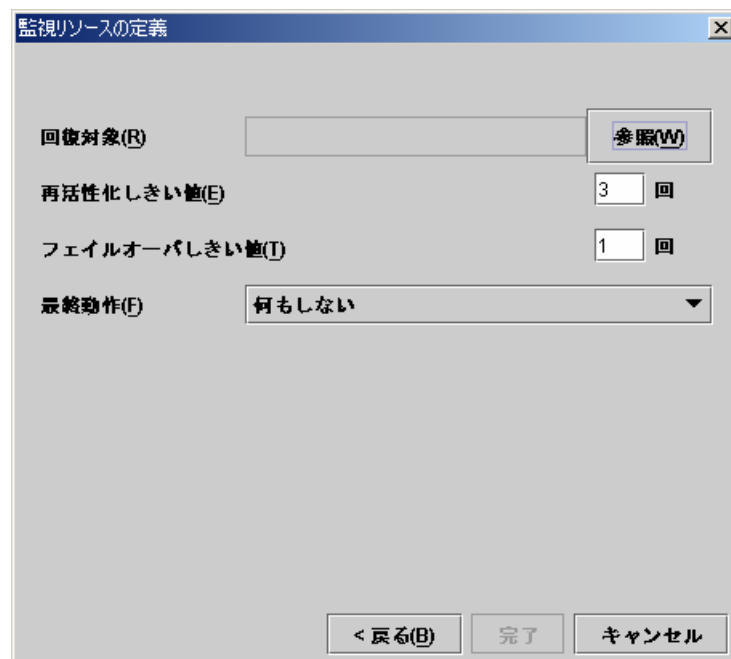 監視リソースの定義
回復対象(R) 参照(W)
再活性化しきい値(E) 3 回
フェイルオーバしきい値(T) 1 回
最終動作(F) 何もしない
< 戻る(B) 完了 キャンセル